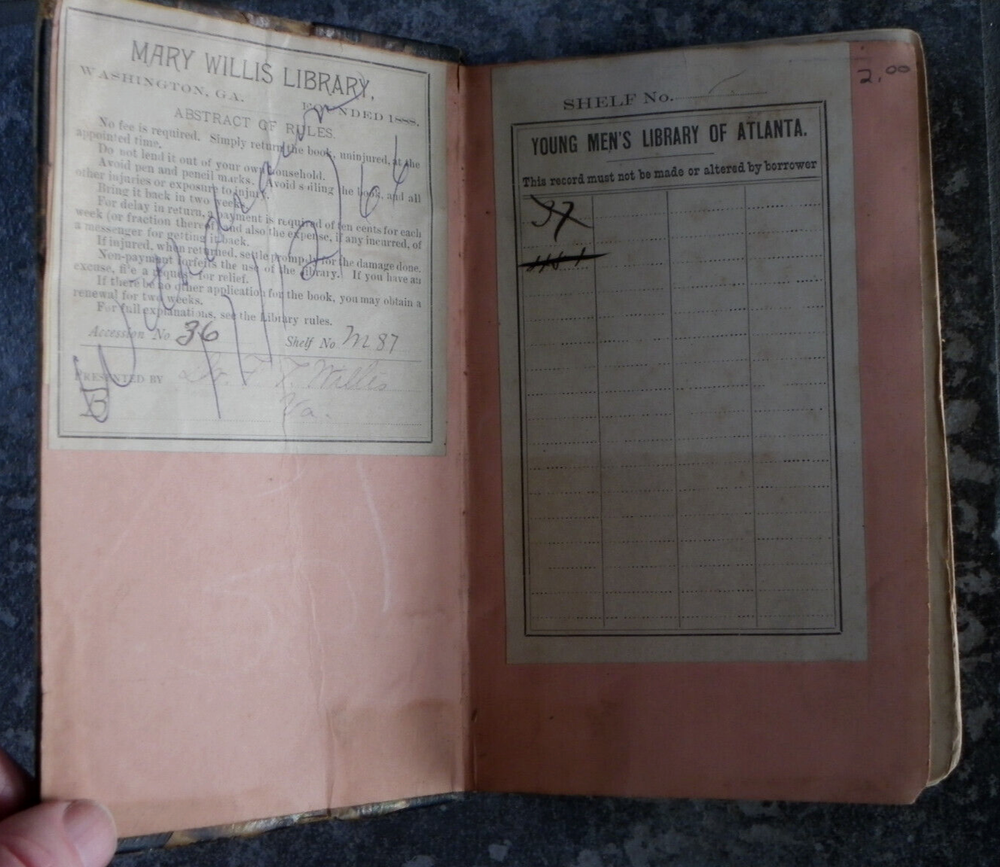 MARY WILLIS LIBRARY,
WASHINGTON, GA. FOUNDED 1888.
ABSTRACT OF RULES.
No fee is required. Simply return the book, uninjured, at the
appointed time.
Do not lend it out of your own household.
Avoid pen and pencil marks. Avoid soiling the book, and all
other injuries or exposure to injury.
Bring it back in two weeks.
For delay in return, a payment is required of ten cents for each
week (or fraction thereof) and also the expense, if any incurred, of
a messenger for getting it back.
If injured, when returned, settle promptly for the damage done.
Non-payment forfeits the use of the library. If you have an
excuse, file a request for relief.
If there be no other application for the book, you may obtain a
renewal for two weeks.
For full explanations, see the Library rules.
Accession No 36 Shelf No M 87
PRESENTED BY Dr. F T. Willis
Ga.
B
2.00
SHELF No.
YOUNG MEN'S LIBRARY OF ATLANTA.
This record must not be made or altered by borrower
37